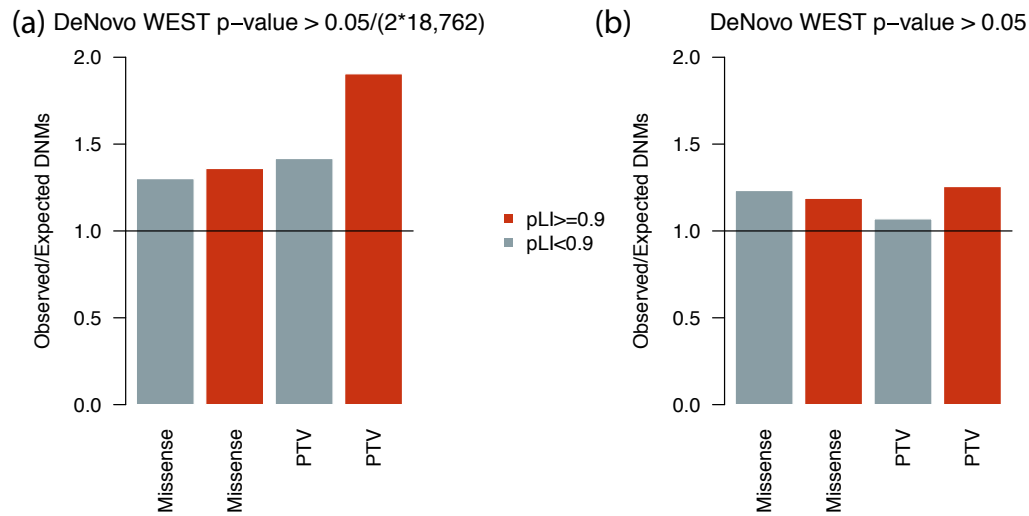 (a) DeNovo WEST p-value > 0.05/(2*18,762)
Observed/Expected DNMs
2.0
1.5
1.0
0.5
0.0
Missense
Missense
PTV
PTV
pLI>=0.9
pLI<0.9
(b) DeNovo WEST p-value > 0.05
Observed/Expected DNMs
2.0
1.5
1.0
0.5
0.0
Missense
Missense
PTV
PTV